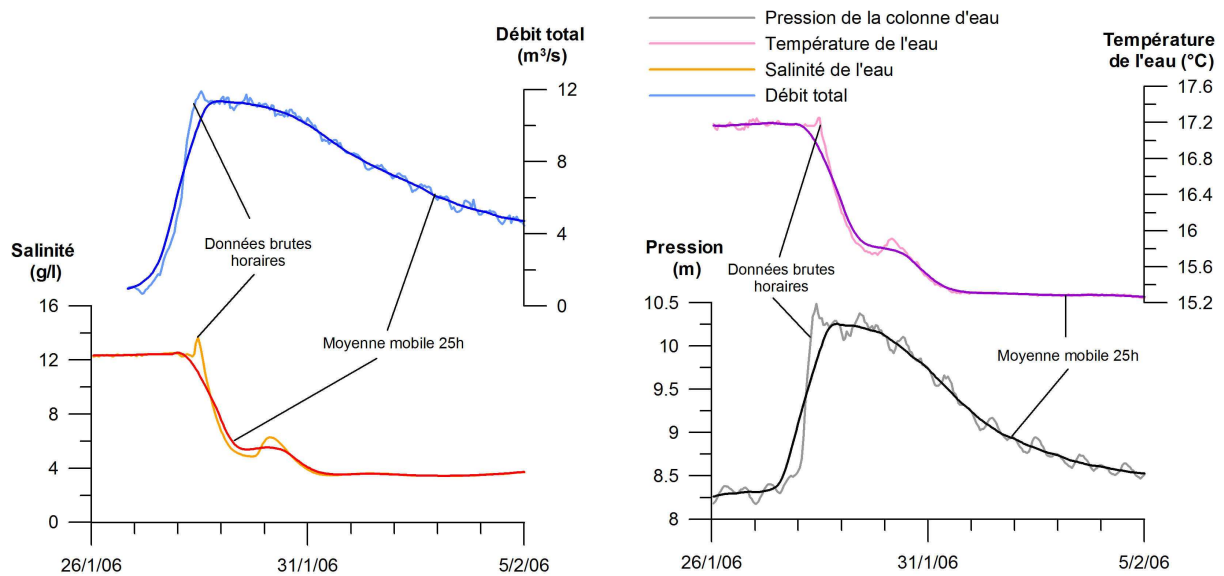 Débit total
(m³/s)
12
8
4
0
Données brutes
horaires
Salinité
(g/l)
16
12
8
4
0
Moyenne mobile 25h
26/1/06
31/1/06
5/2/06
Pression de la colonne d'eau
Température de l'eau
Salinité de l'eau
Débit total
Température
de l'eau (°C)
17.6
17.2
16.8
16.4
16
15.6
15.2
Pression
(m)
Données brutes
horaires
10.5
10
9.5
9
8.5
8
Moyenne mobile 25h
26/1/06
31/1/06
5/2/06